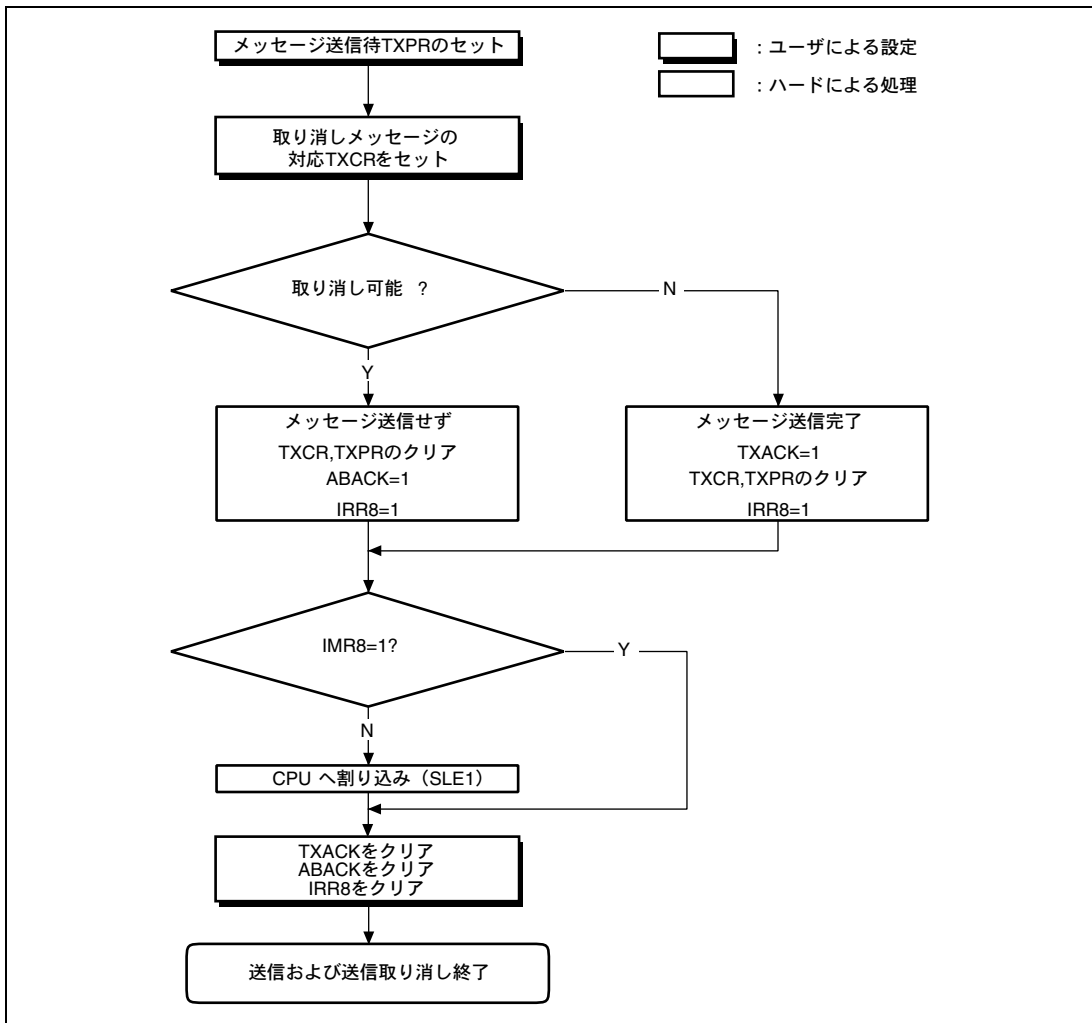 メッセージ送信待TXPRのセット
：ユーザによる設定
：ハードによる処理
取り消しメッセージの
対応TXCRをセット
取り消し可能 ？
N
Y
メッセージ送信せず
TXCR,TXPRのクリア
ABACK=1
IRR8=1
メッセージ送信完了
TXACK=1
TXCR,TXPRのクリア
IRR8=1
IMR8=1?
Y
N
CPU へ割り込み（SLE1）
TXACKをクリア
ABACKをクリア
IRR8をクリア
送信および送信取り消し終了